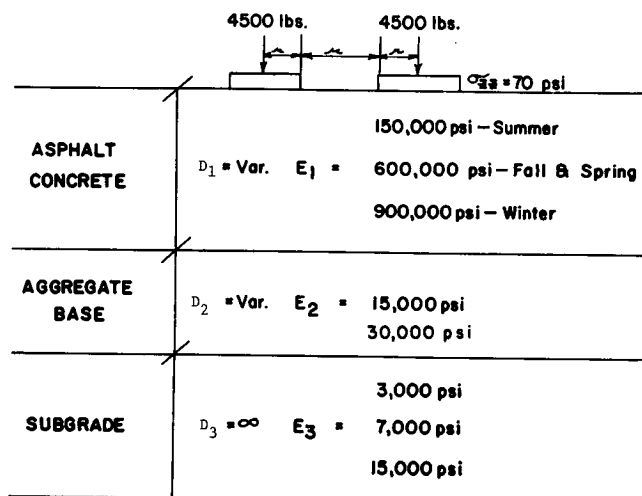 4500 lbs. 4500 lbs.
r r r
σzz = 70 psi
150,000 psi – Summer
ASPHALT CONCRETE D1 = Var. E1 = 600,000 psi – Fall & Spring
900,000 psi – Winter
AGGREGATE BASE D2 = Var. E2 = 15,000 psi
30,000 psi
3,000 psi
SUBGRADE D3 = ∞ E3 = 7,000 psi
15,000 psi